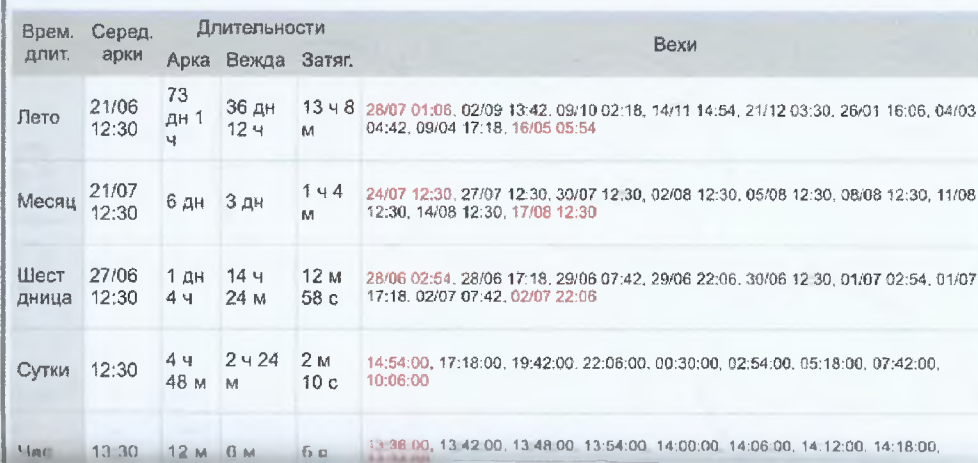 Врем. длит. Серед. арки Длительности Вехи
Арка Вежда Затяг.
Лето 21/06 12:30 73 дн 1 ч 36 дн 12 ч 13 ч 8 м 28/07 01:06, 02/09 13:42, 09/10 02:18, 14/11 14:54, 21/12 03:30, 26/01 16:06, 04/03
04:42, 09/04 17:18, 16/05 05:54
Месяц 21/07 12:30 6 дн 3 дн 1 ч 4 м 24/07 12:30, 27/07 12:30, 30/07 12:30, 02/08 12:30, 05/08 12:30, 08/08 12:30, 11/08
12:30, 14/08 12:30, 17/08 12:30
Шест дница 27/06 12:30 1 дн 4 ч 14 ч 24 м 12 м 58 с 28/06 02:54, 28/06 17:18, 29/06 07:42, 29/06 22:06, 30/06 12:30, 01/07 02:54, 01/07
17:18, 02/07 07:42, 02/07 22:06
Сутки 12:30 4 ч 48 м 2 ч 24 м 2 м 10 с 14:54:00, 17:18:00, 19:42:00, 22:06:00, 00:30:00, 02:54:00, 05:18:00, 07:42:00,
10:06:00
Час 13:30 12 м 6 м 6 с 13:36:00, 13:42:00, 13:48:00, 13:54:00, 14:00:00, 14:06:00, 14:12:00, 14:18:00,